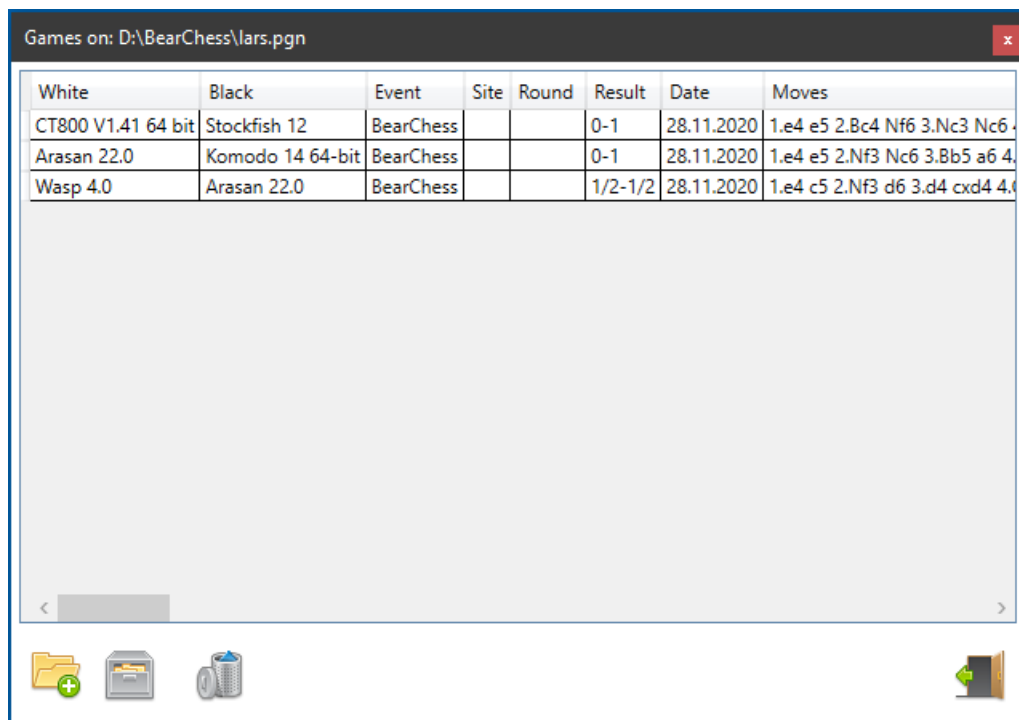 Games on: D:\BearChess\lars.pgn
x
White Black Event Site Round Result Date Moves
CT800 V1.41 64 bit Stockfish 12 BearChess 0-1 28.11.2020 1.e4 e5 2.Bc4 Nf6 3.Nc3 Nc6
Arasan 22.0 Komodo 14 64-bit BearChess 0-1 28.11.2020 1.e4 e5 2.Nf3 Nc6 3.Bb5 a6 4.
Wasp 4.0 Arasan 22.0 BearChess 1/2-1/2 28.11.2020 1.e4 c5 2.Nf3 d6 3.d4 cxd4 4.